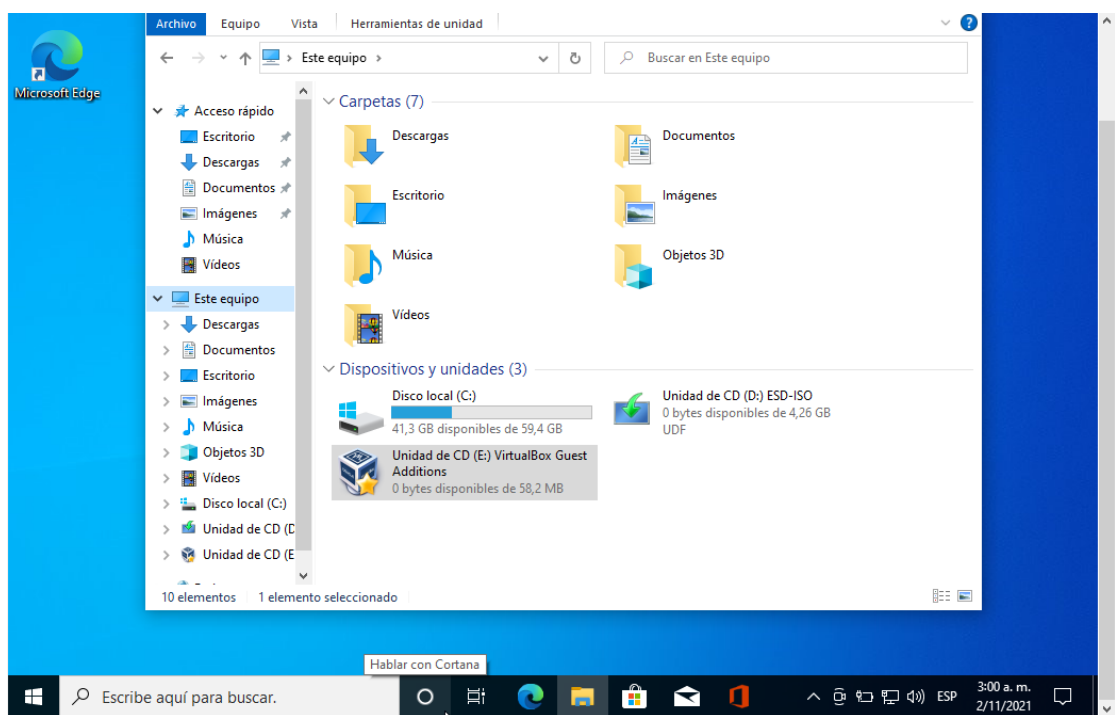 Archivo Equipo Vista Herramientas de unidad
Este equipo
Buscar en Este equipo
Microsoft Edge
Acceso rápido
Escritorio
Descargas
Documentos
Imágenes
Música
Vídeos
Este equipo
Descargas
Documentos
Escritorio
Imágenes
Música
Objetos 3D
Vídeos
Disco local (C:)
Unidad de CD (D
Unidad de CD (E
Carpetas (7)
Descargas
Documentos
Escritorio
Imágenes
Música
Objetos 3D
Vídeos
Dispositivos y unidades (3)
Disco local (C:)
41,3 GB disponibles de 59,4 GB
Unidad de CD (D:) ESD-ISO
0 bytes disponibles de 4,26 GB
UDF
Unidad de CD (E:) VirtualBox Guest
Additions
0 bytes disponibles de 58,2 MB
10 elementos 1 elemento seleccionado
Hablar con Cortana
Escribe aquí para buscar.
ESP
3:00 a. m.
2/11/2021